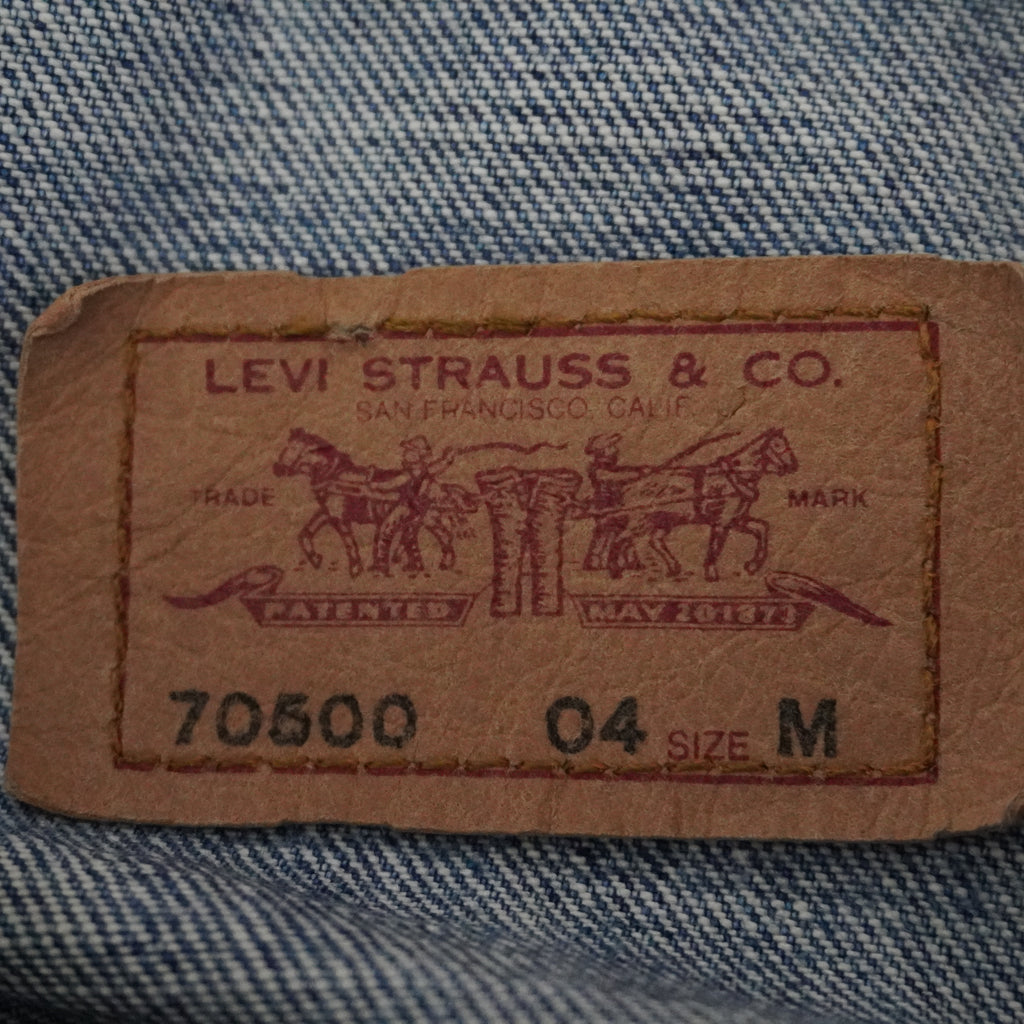 LEVI STRAUSS & CO.
SAN FRANCISCO, CALIF.
TRADE MARK
PATENTED MAY 20 1873
70500 04 SIZE M